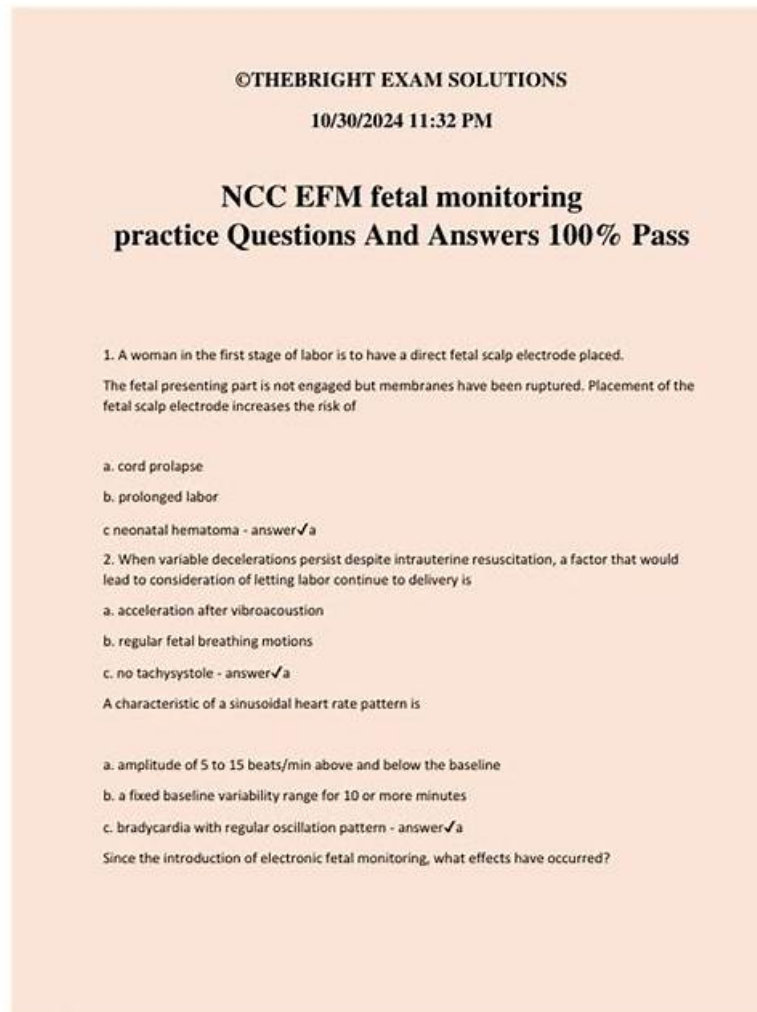 ©THEBRIGHT EXAM SOLUTIONS
10/30/2024 11:32 PM
NCC EFM fetal monitoring
practice Questions And Answers 100% Pass
1. A woman in the first stage of labor is to have a direct fetal scalp electrode placed.
The fetal presenting part is not engaged but membranes have been ruptured. Placement of the
fetal scalp electrode increases the risk of
a. cord prolapse
b. prolonged labor
c neonatal hematoma - answer✔a
2. When variable decelerations persist despite intrauterine resuscitation, a factor that would
lead to consideration of letting labor continue to delivery is
a. acceleration after vibroacoustion
b. regular fetal breathing motions
c. no tachysystole - answer✔a
A characteristic of a sinusoidal heart rate pattern is
a. amplitude of 5 to 15 beats/min above and below the baseline
b. a fixed baseline variability range for 10 or more minutes
c. bradycardia with regular oscillation pattern - answer✔a
Since the introduction of electronic fetal monitoring, what effects have occurred?